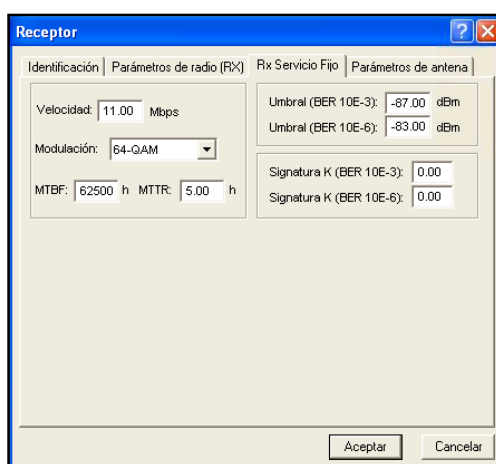 Receptor
Identificación Parámetros de radio (RX) Rx Servicio Fijo Parámetros de antena
Velocidad: 11.00 Mbps
Modulación: 64-QAM
MTBF: 62500 h MTTR: 5.00 h
Umbral (BER 10E-3): -87.00 dBm
Umbral (BER 10E-6): -83.00 dBm
Signatura K (BER 10E-3): 0.00
Signatura K (BER 10E-6): 0.00
Aceptar Cancelar